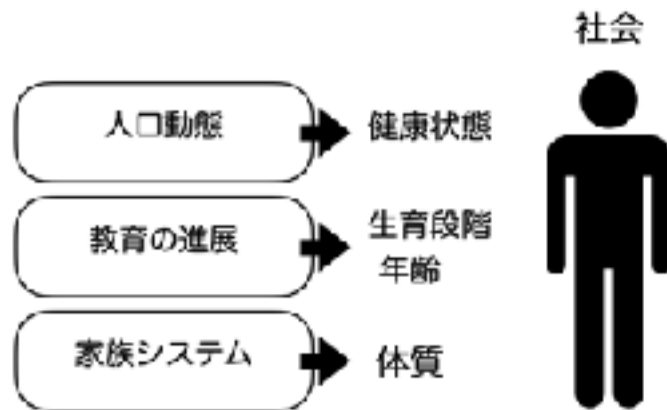 社会
人口動態
健康状態
教育の進展
生育段階
年齢
家族システム
体質